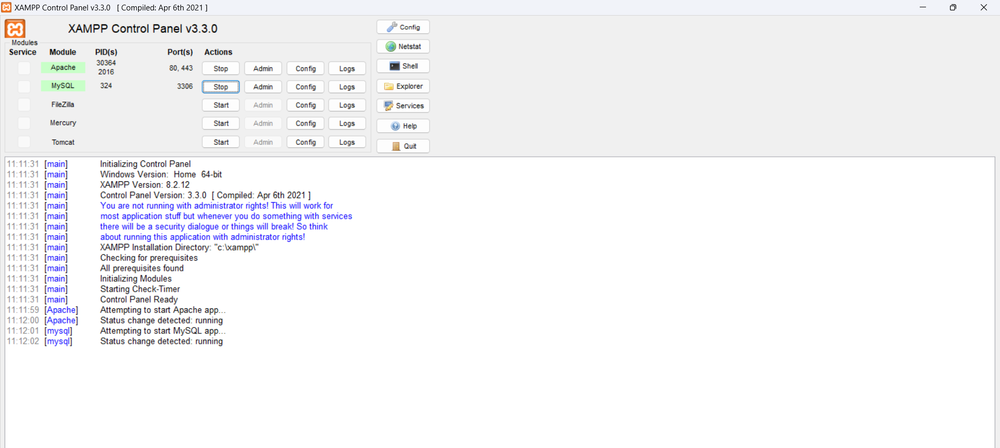 XAMPP Control Panel v3.3.0 [ Compiled: Apr 6th 2021 ]
XAMPP Control Panel v3.3.0
Config
Netstat
Shell
Explorer
Services
Help
Quit
Modules
Service Module PID(s) Port(s) Actions
Apache 30364 2016 80, 443 Stop Admin Config Logs
MySQL 324 3306 Stop Admin Config Logs
FileZilla Start Admin Config Logs
Mercury Start Admin Config Logs
Tomcat Start Admin Config Logs
11:11:31 [main] Initializing Control Panel
11:11:31 [main] Windows Version: Home 64-bit
11:11:31 [main] XAMPP Version: 8.2.12
11:11:31 [main] Control Panel Version: 3.3.0 [ Compiled: Apr 6th 2021 ]
11:11:31 [main] You are not running with administrator rights! This will work for
11:11:31 [main] most application stuff but whenever you do something with services
11:11:31 [main] there will be a security dialogue or things will break! So think
11:11:31 [main] about running this application with administrator rights!
11:11:31 [main] XAMPP Installation Directory: "c:\xampp\"
11:11:31 [main] Checking for prerequisites
11:11:31 [main] All prerequisites found
11:11:31 [main] Initializing Modules
11:11:31 [main] Starting Check-Timer
11:11:31 [main] Control Panel Ready
11:11:59 [Apache] Attempting to start Apache app...
11:12:00 [Apache] Status change detected: running
11:12:01 [mysql] Attempting to start MySQL app...
11:12:02 [mysql] Status change detected: running